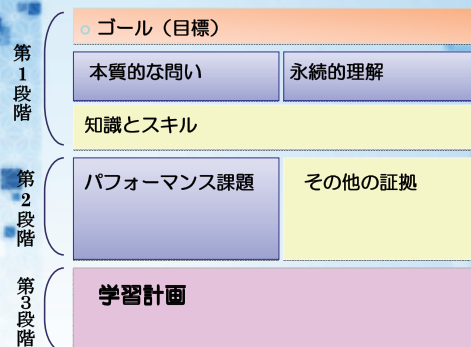 ゴール（目標）
第1段階
本質的な問い
永続的理解
知識とスキル
第2段階
パフォーマンス課題
その他の証拠
第3段階
学習計画